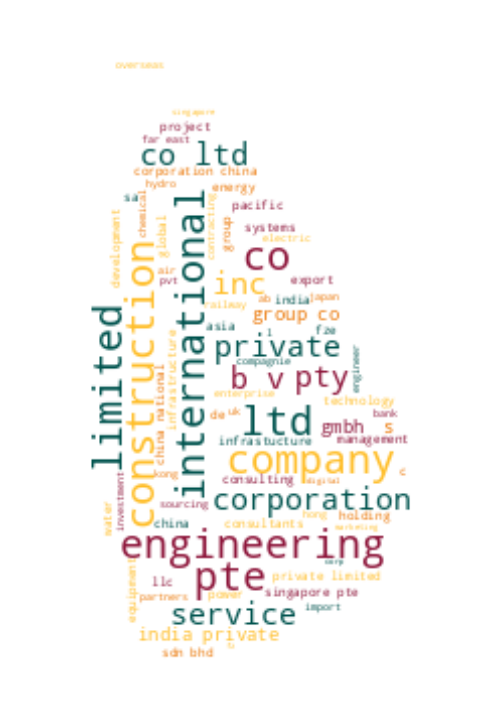 overseas
singapore
project
far east
co ltd
corporation china
hydro
energy
sa
chemical
pacific
development
global
international
contracting
group
systems
electric
co
construction
air
pvt
inc
export
limited
railway
ab
india
japan
group co
asia
l
fze
infrastructure
private
compagnie
engineer
b v
pty
china national
enterprise
technology
de
uk
ltd
gmbh
s
bank
infrastucture
management
company
kong
consulting
digital
c
investment
sourcing
corporation
water
china
consultants
hong
holding
marketing
engineering
corp
equipment
llc
pte
private limited
partners
power
singapore pte
service
import
india private
sdn bhd